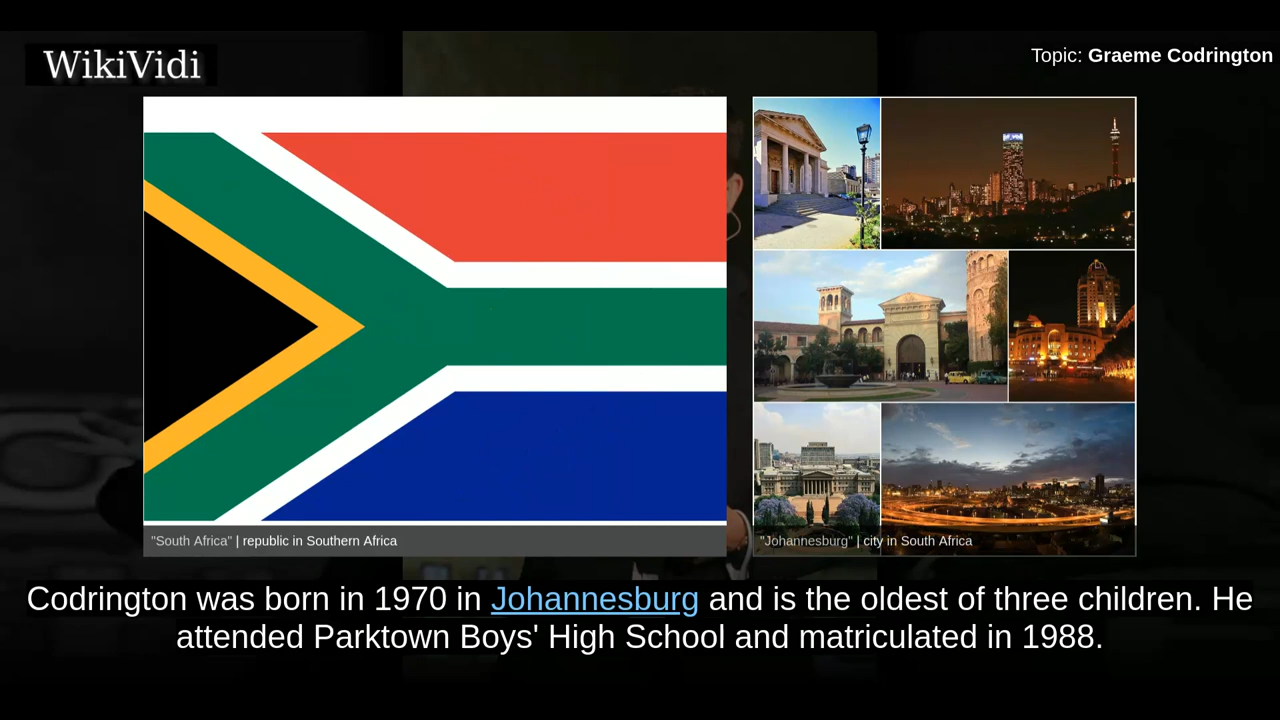 WikiVidi
Topic: Graeme Codrington
"South Africa" | republic in Southern Africa
"Johannesburg" | city in South Africa
Codrington was born in 1970 in Johannesburg and is the oldest of three children. He
attended Parktown Boys' High School and matriculated in 1988.